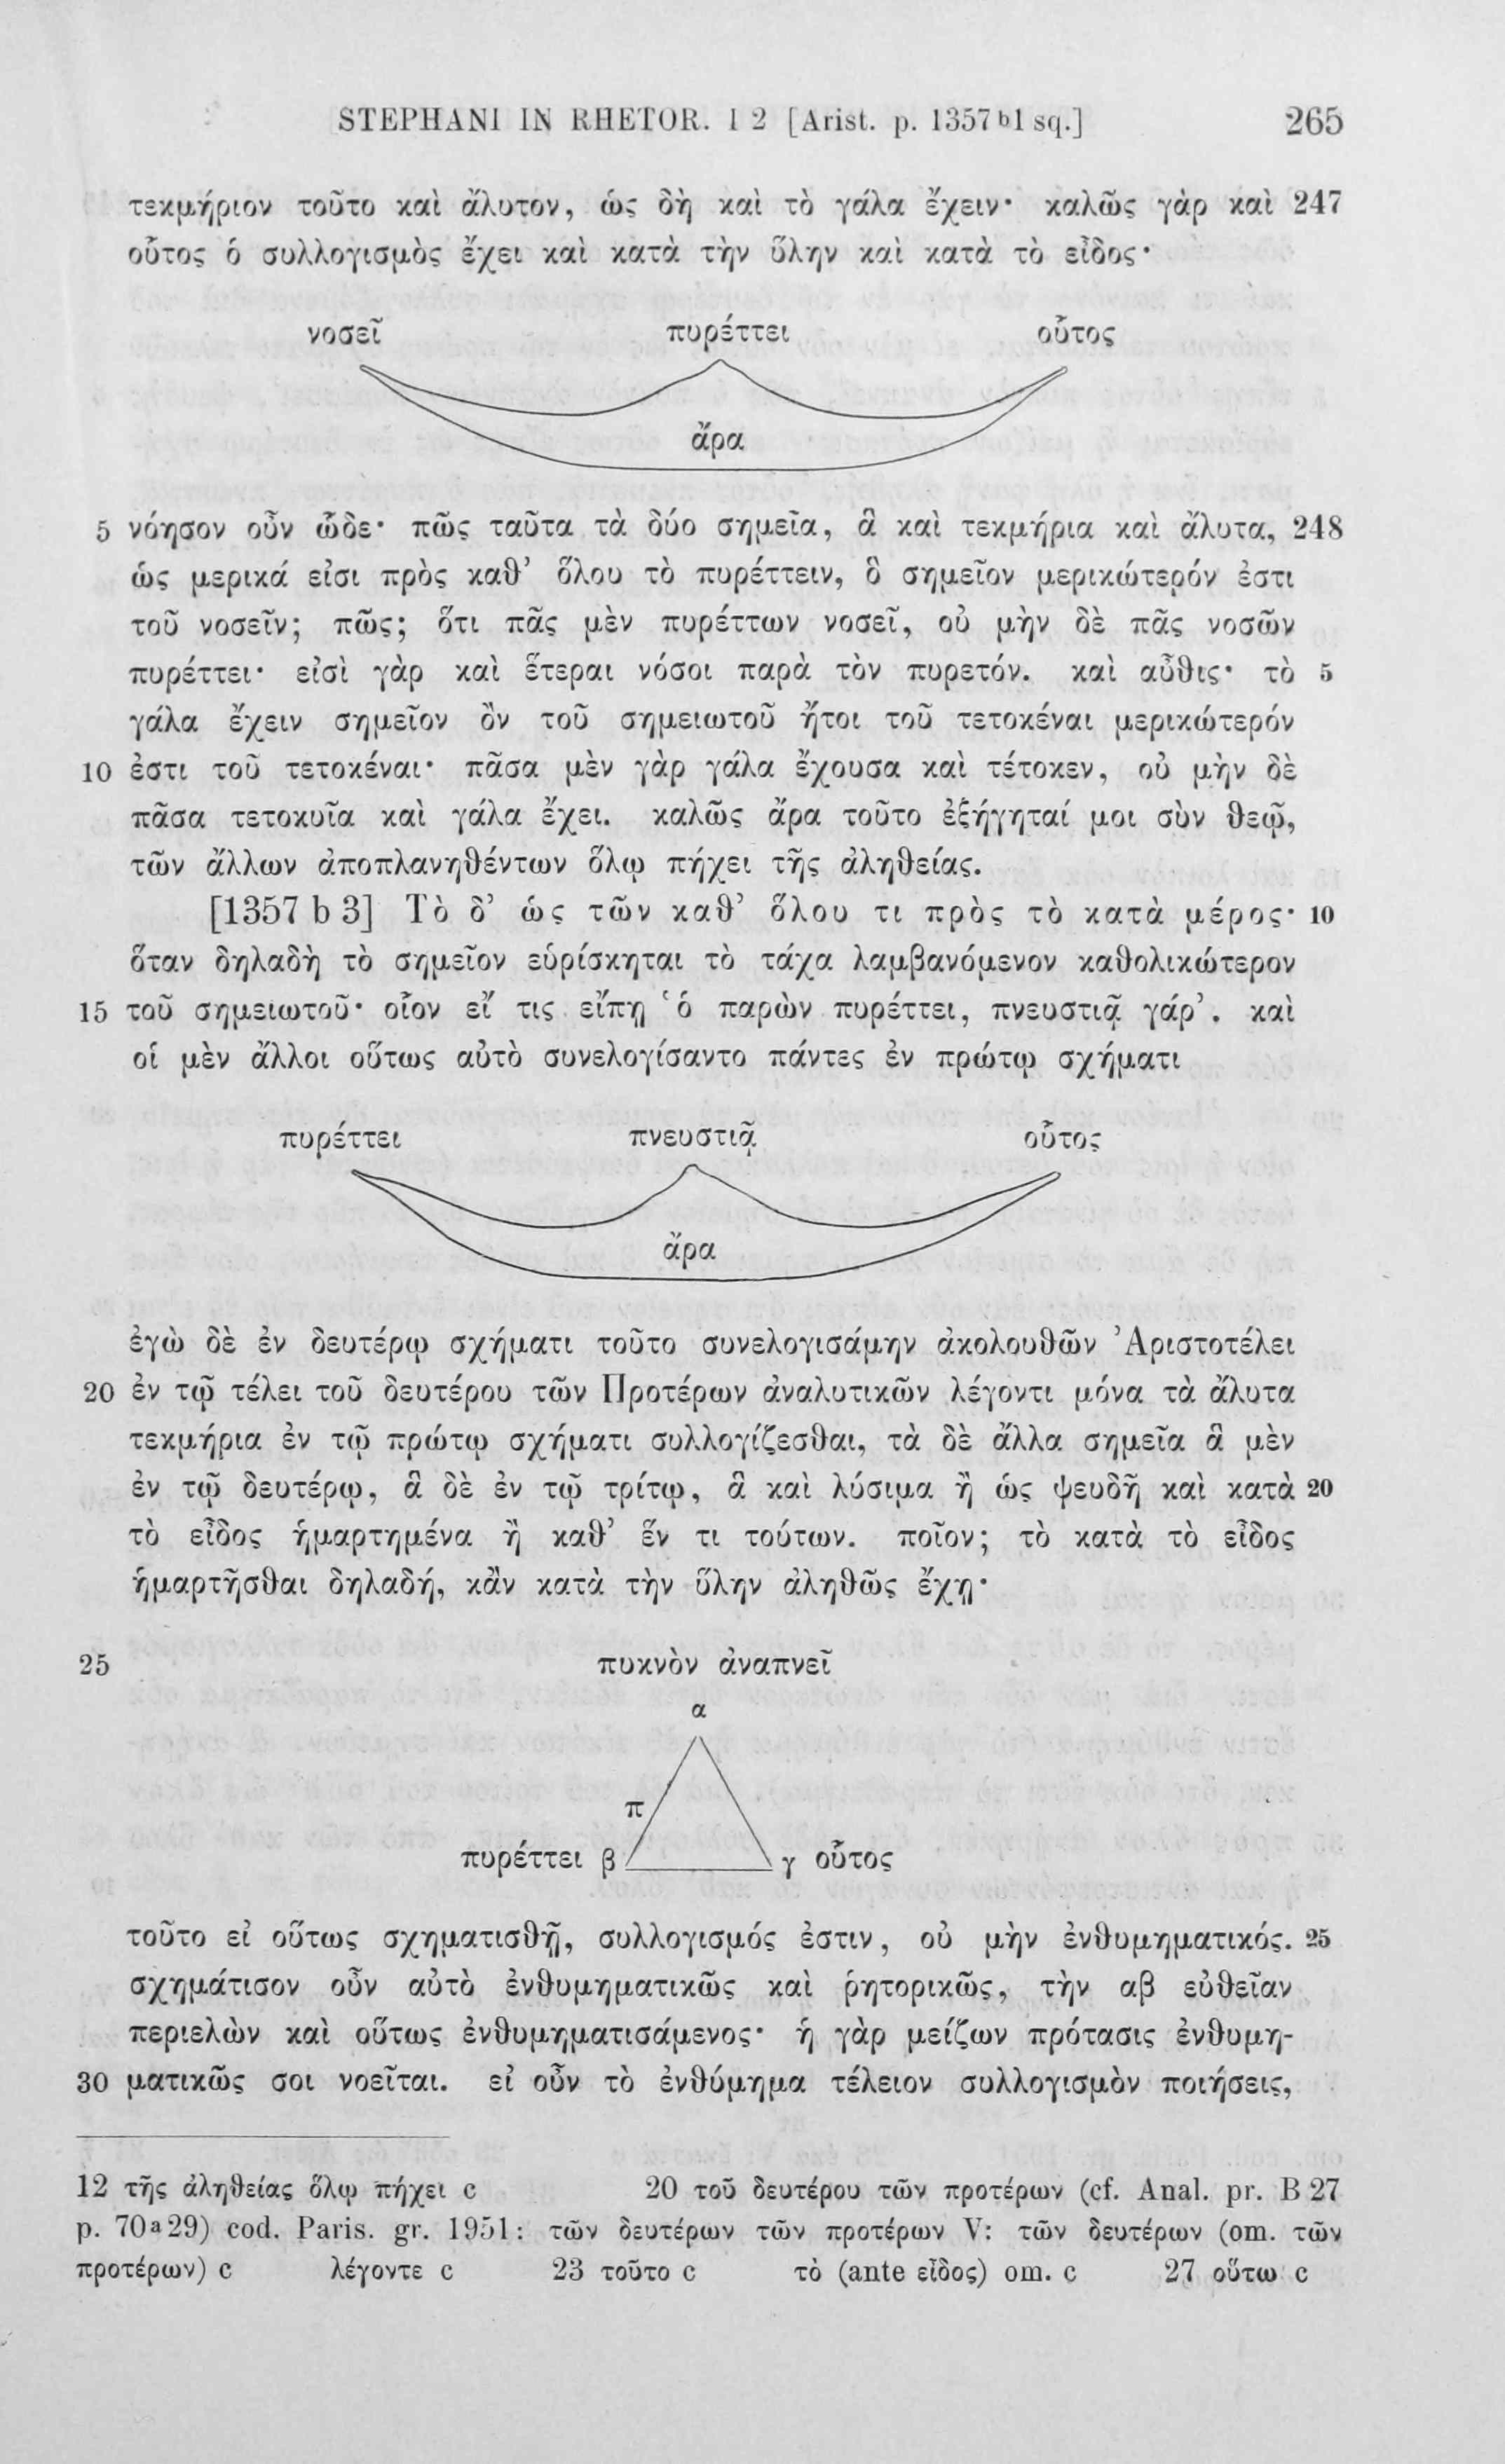 STEPHANI IN RHETOR. I 2 [Arist. p. 1357 b 1 sq.] 265
τεκμήριον τοῦτο καὶ ἄλυτον, ὡς δὴ καὶ τὸ γάλα ἔχειν· καλῶς γὰρ καὶ 247
οὗτος ὁ συλλογισμὸς ἔχει καὶ κατὰ τὴν ὕλην καὶ κατὰ τὸ εἶδος·
νοσεῖ πυρέττει οὗτος
ἄρα
5 νόησον οὖν ὧδε· πῶς ταῦτα τὰ δύο σημεῖα, ἃ καὶ τεκμήρια καὶ ἄλυτα, 248
ὡς μερικά εἰσι πρὸς καθ’ ὅλου τὸ πυρέττειν, ὃ σημεῖον μερικώτερόν ἐστι
τοῦ νοσεῖν; πῶς; ὅτι πᾶς μὲν πυρέττων νοσεῖ, οὐ μὴν δὲ πᾶς νοσῶν
πυρέττει· εἰσὶ γὰρ καὶ ἕτεραι νόσοι παρὰ τὸν πυρετόν. καὶ αὖθις· τὸ 5
γάλα ἔχειν σημεῖον ὂν τοῦ σημειωτοῦ ἤτοι τοῦ τετοκέναι μερικώτερόν
10 ἐστι τοῦ τετοκέναι· πᾶσα μὲν γὰρ γάλα ἔχουσα καὶ τέτοκεν, οὐ μὴν δὲ
πᾶσα τετοκυῖα καὶ γάλα ἔχει. καλῶς ἄρα τοῦτο ἐξήγηταί μοι σὺν θεῷ,
τῶν ἄλλων ἀποπλανηθέντων ὅλῳ πήχει τῆς ἀληθείας.
[1357 b 3] Τὸ δ’ ὡς τῶν καθ’ ὅλου τι πρὸς τὸ κατὰ μέρος· 10
ὅταν δηλαδὴ τὸ σημεῖον εὑρίσκηται τὸ τάχα λαμβανόμενον καθολικώτερον
15 τοῦ σημειωτοῦ· οἷον εἴ τις εἴπῃ ‘ὁ παρὼν πυρέττει, πνευστιᾷ γάρ’. καὶ
οἱ μὲν ἄλλοι οὕτως αὐτὸ συνελογίσαντο πάντες ἐν πρώτῳ σχήματι
πυρέττει πνευστιᾷ οὗτος
ἄρα
ἐγὼ δὲ ἐν δευτέρῳ σχήματι τοῦτο συνελογισάμην ἀκολουθῶν Ἀριστοτέλει
20 ἐν τῷ τέλει τοῦ δευτέρου τῶν Προτέρων ἀναλυτικῶν λέγοντι μόνα τὰ ἄλυτα
τεκμήρια ἐν τῷ πρώτῳ σχήματι συλλογίζεσθαι, τὰ δὲ ἄλλα σημεῖα ἃ μὲν
ἐν τῷ δευτέρῳ, ἃ δὲ ἐν τῷ τρίτῳ, ἃ καὶ λύσιμα ἢ ὡς ψευδῆ καὶ κατὰ 20
τὸ εἶδος ἡμαρτημένα ἢ καθ’ ἕν τι τούτων. ποῖον; τὸ κατὰ τὸ εἶδος
ἡμαρτῆσθαι δηλαδή, κἂν κατὰ τὴν ὕλην ἀληθῶς ἔχῃ·
25 πυκνὸν ἀναπνεῖ
α
π
πυρέττει β γ οὗτος
τοῦτο εἰ οὕτως σχηματισθῇ, συλλογισμός ἐστιν, οὐ μὴν ἐνθυμηματικός. 25
σχημάτισον οὖν αὐτὸ ἐνθυμηματικῶς καὶ ῥητορικῶς, τὴν αβ εὐθεῖαν
περιελὼν καὶ οὕτως ἐνθυμηματισάμενος· ἡ γὰρ μείζων πρότασις ἐνθυμη-
30 ματικῶς σοι νοεῖται. εἰ οὖν τὸ ἐνθύμημα τέλειον συλλογισμὸν ποιήσεις,
12 τῆς ἀληθείας ὅλῳ πήχει c 20 τοῦ δευτέρου τῶν προτέρων (cf. Anal. pr. B 27
p. 70 a 29) cod. Paris. gr. 1951: τῶν δευτέρων τῶν προτέρων V: τῶν δευτέρων (om. τῶν
προτέρων) c λέγοντε c 23 τοῦτο c τὸ (ante εἶδος) om. c 27 οὕτω c